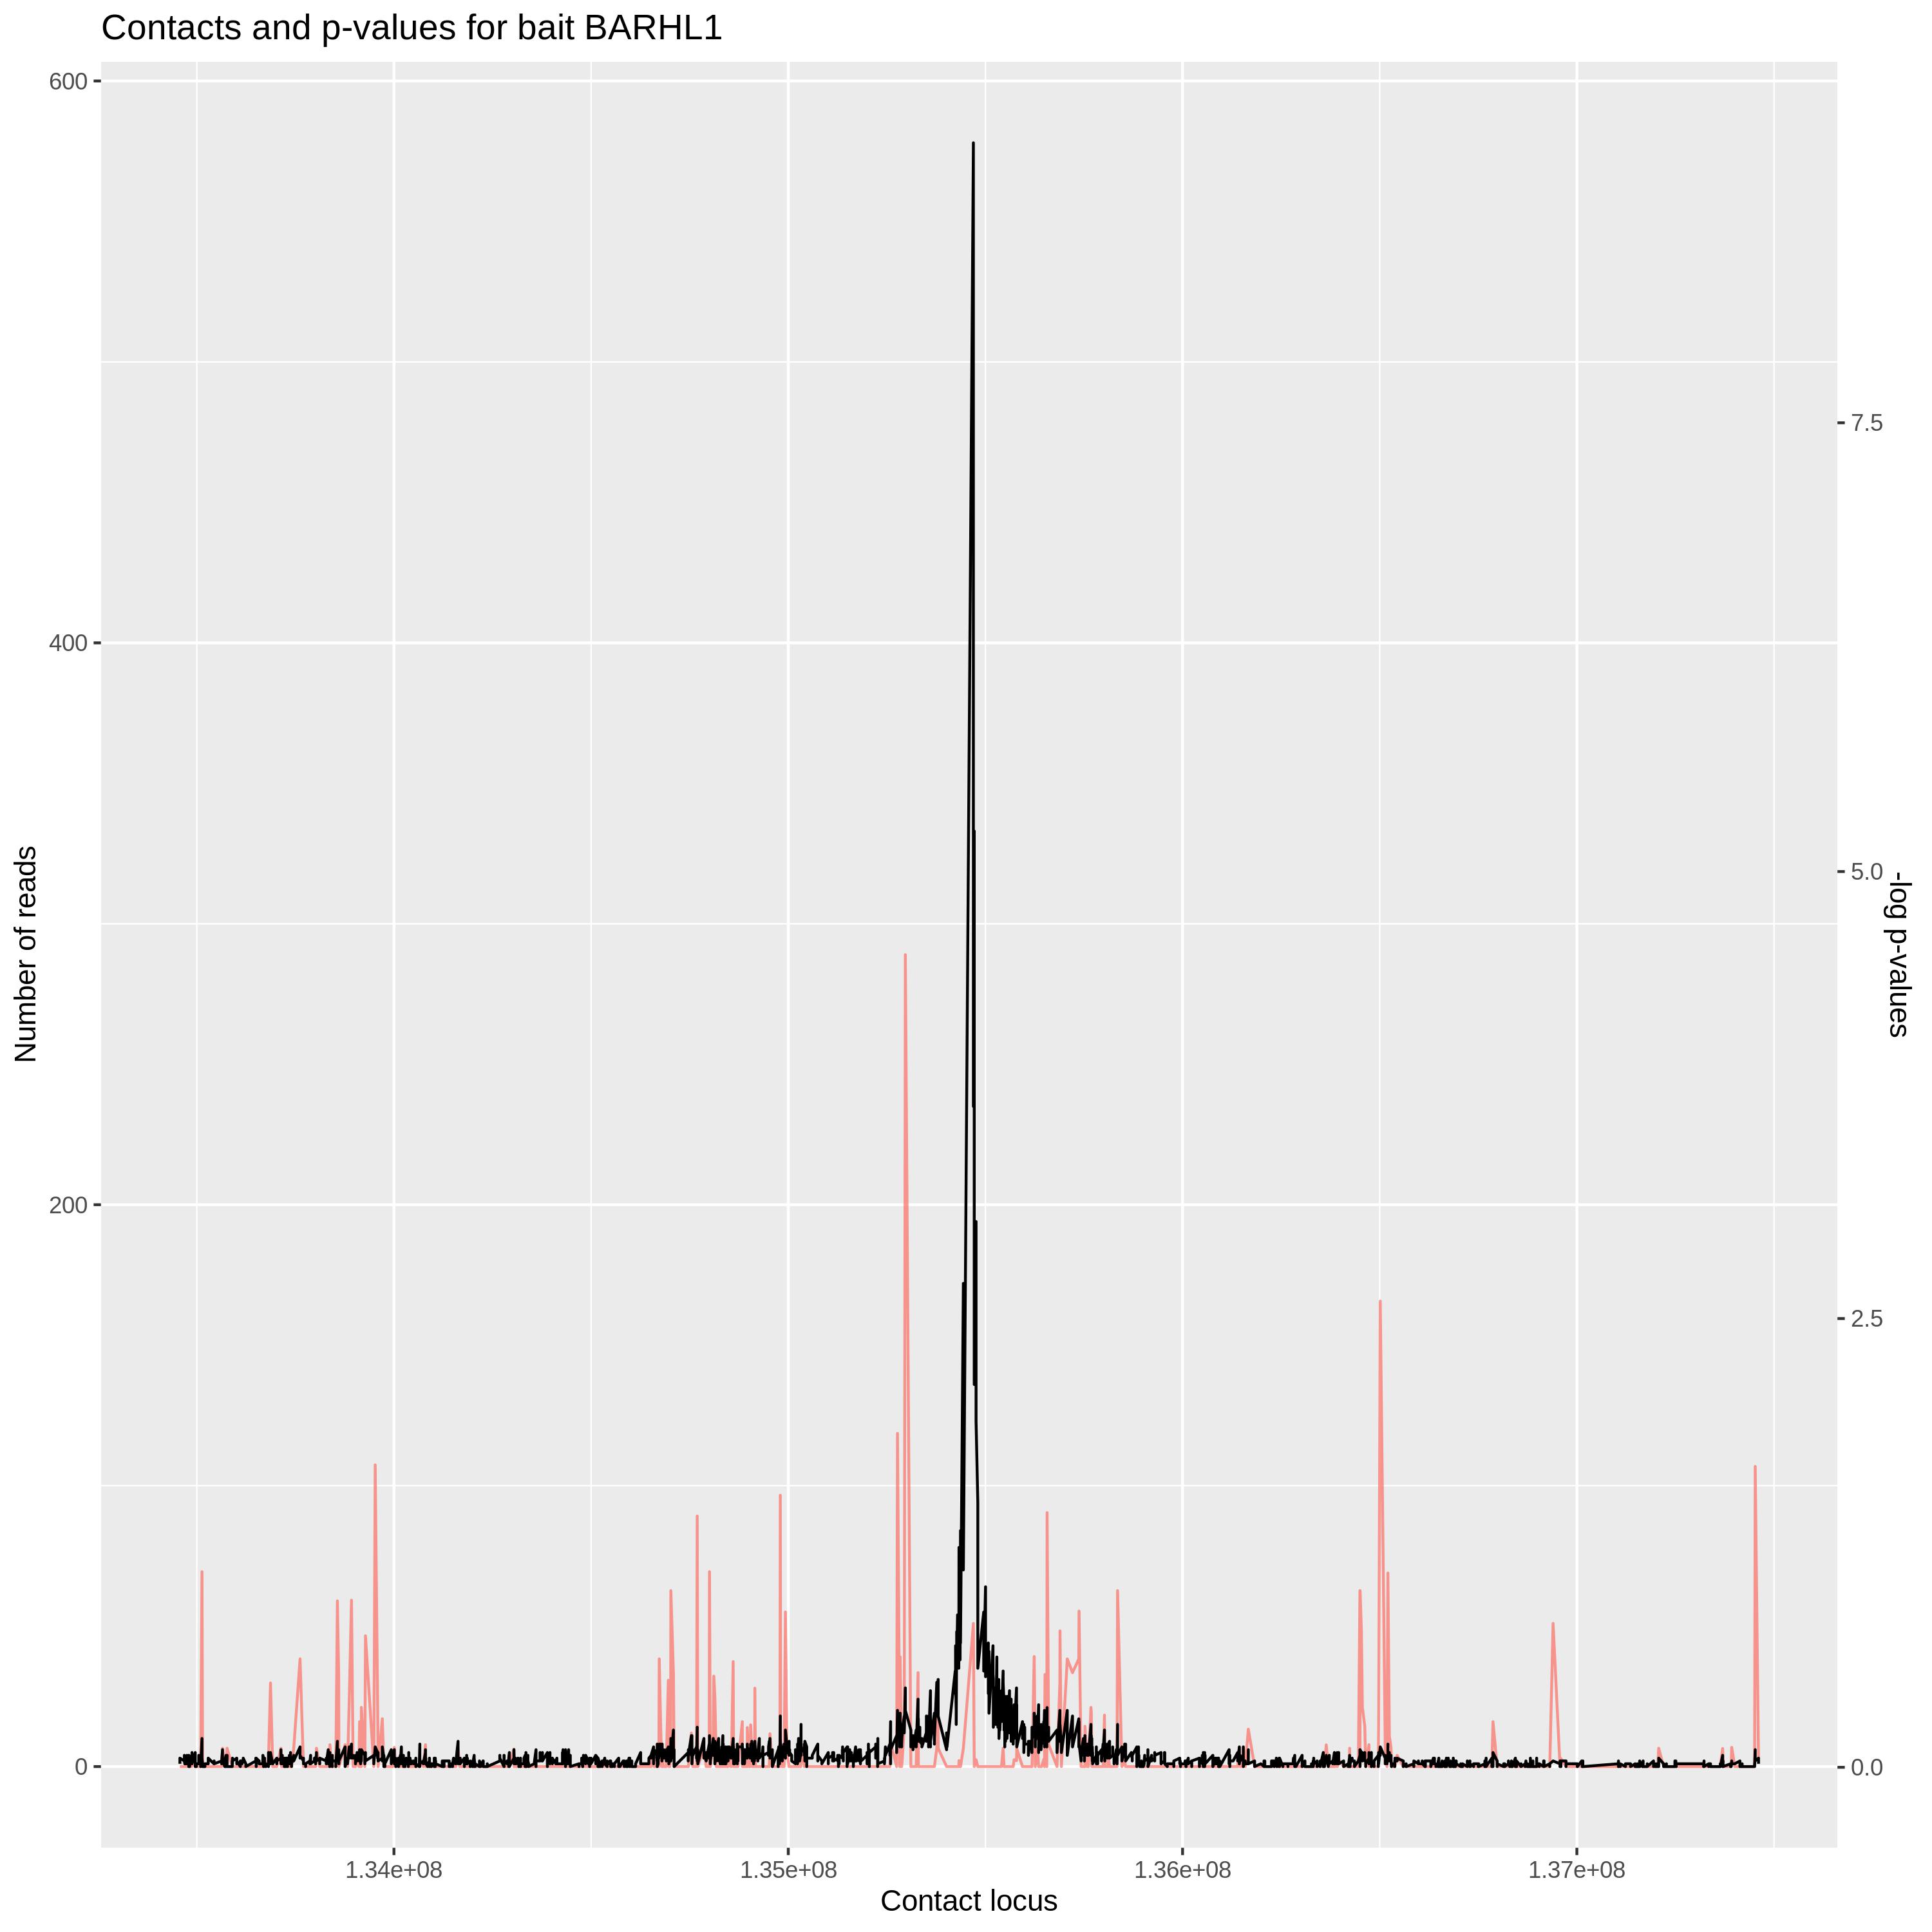 Contacts and p-values for bait BARHL1
600
400
200
0
Number of reads
7.5
5.0
2.5
0.0
-log p-values
1.34e+08
1.35e+08
1.36e+08
1.37e+08
Contact locus